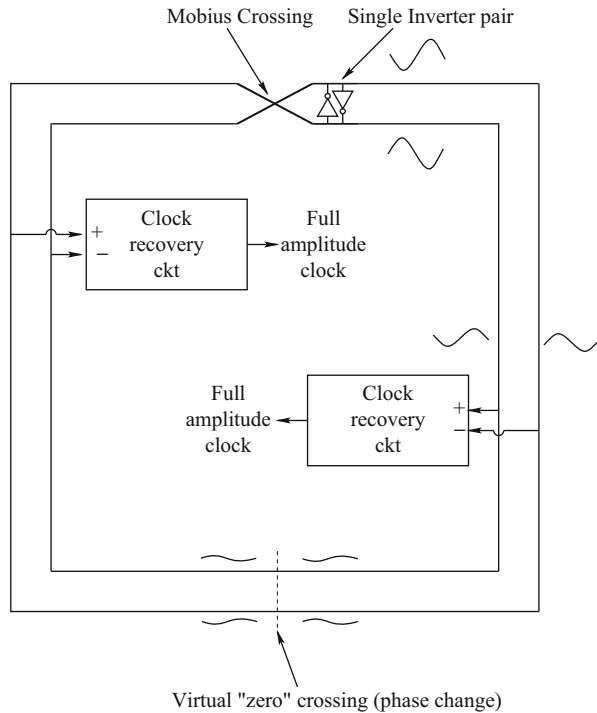 Mobius Crossing
Single Inverter pair
Clock
recovery
ckt
+
−
Full
amplitude
clock
Full
amplitude
clock
Clock
recovery
ckt
+
−
Virtual "zero" crossing (phase change)